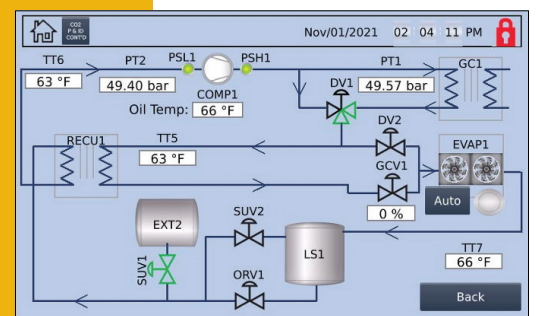 CO2
P & ID
CONT'D
Nov/01/2021 02 04 11 PM
TT6
63 °F
PT2
49.40 bar
PSL1
PSH1
COMP1
Oil Temp: 66 °F
PT1
49.57 bar
GC1
DV1
DV2
RECU1
TT5
63 °F
GCV1
0 %
EVAP1
Auto
EXT2
SUV1
SUV2
ORV1
LS1
TT7
66 °F
Back